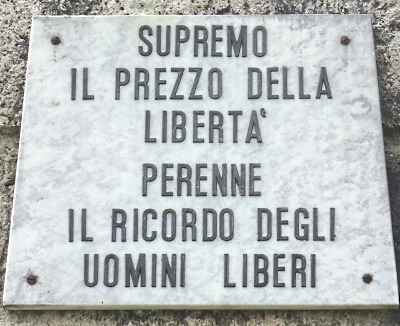 SUPREMO
IL PREZZO DELLA
LIBERTA'
PERENNE
IL RICORDO DEGLI
UOMINI LIBERI